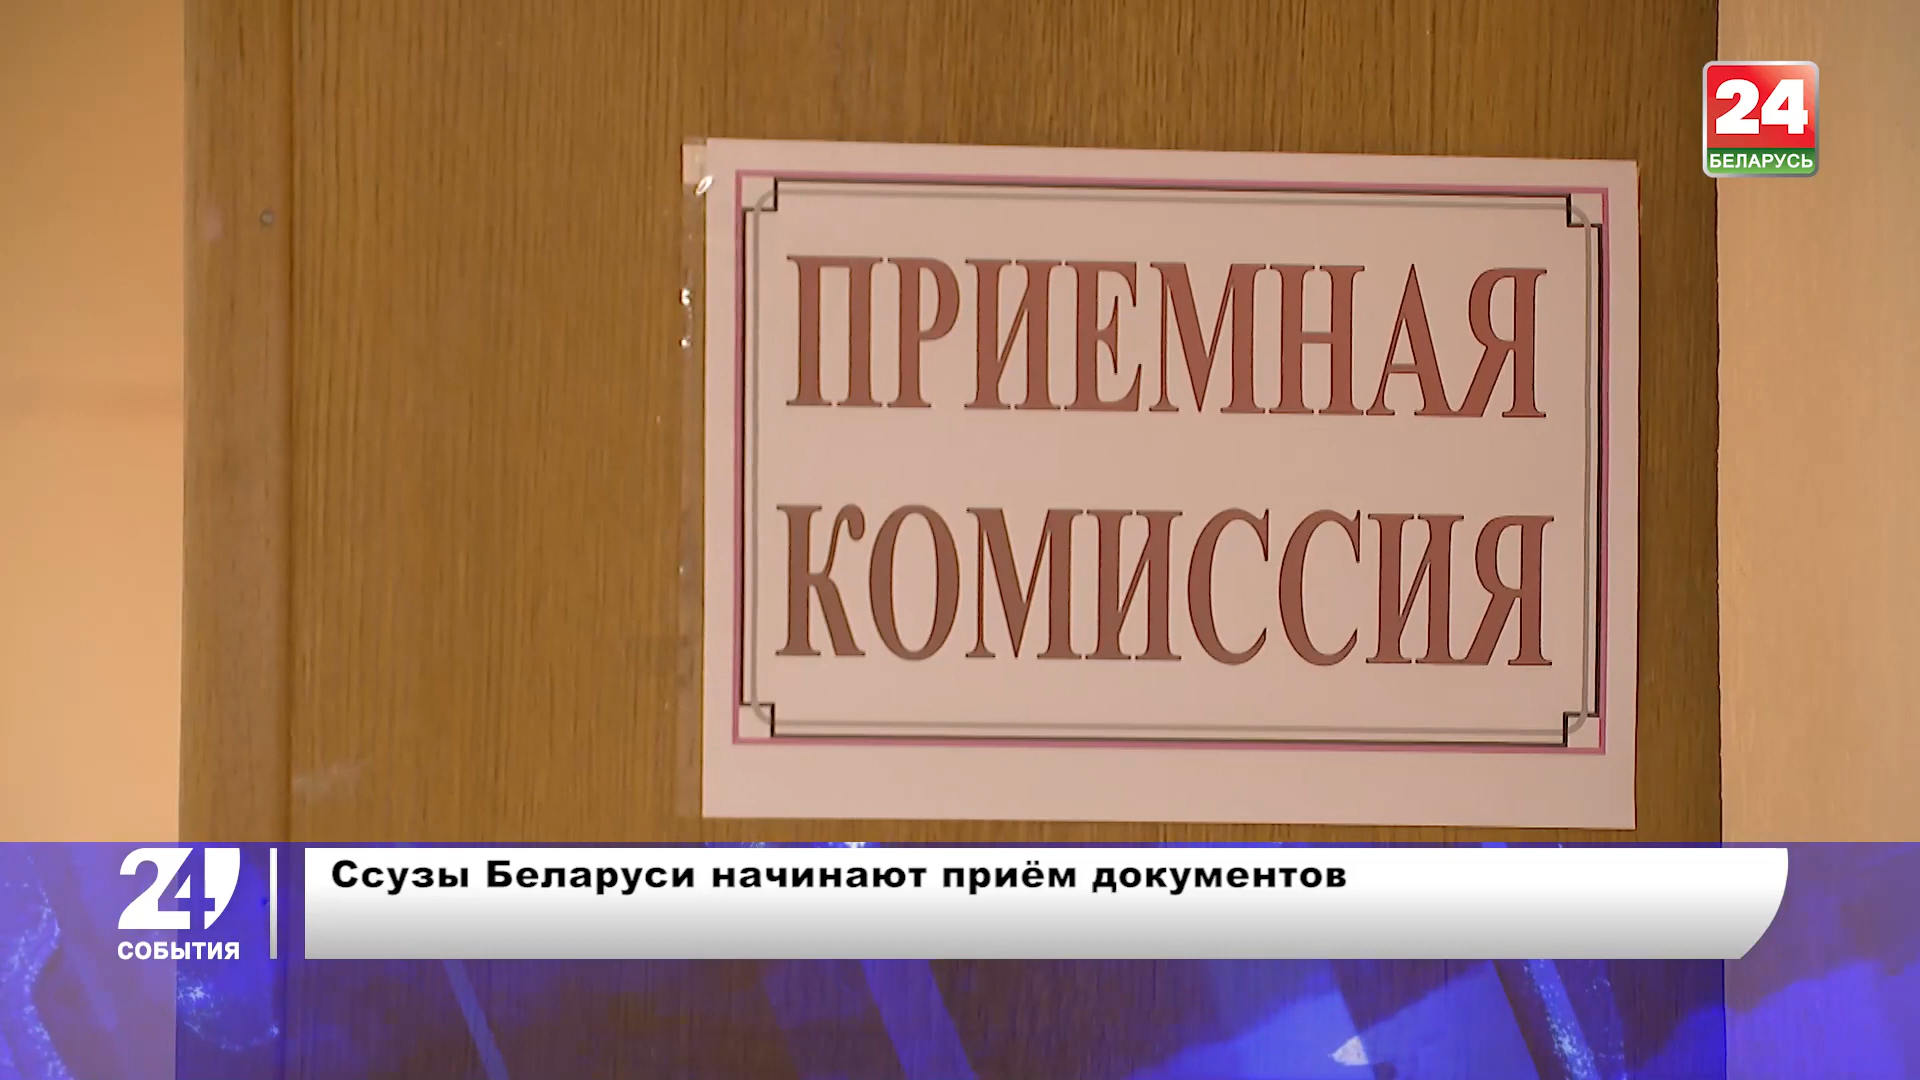 24
БЕЛАРУСЬ
ПРИЕМНАЯ
КОМИССИЯ
24
СОБЫТИЯ
Ссузы Беларуси начинают приём документов